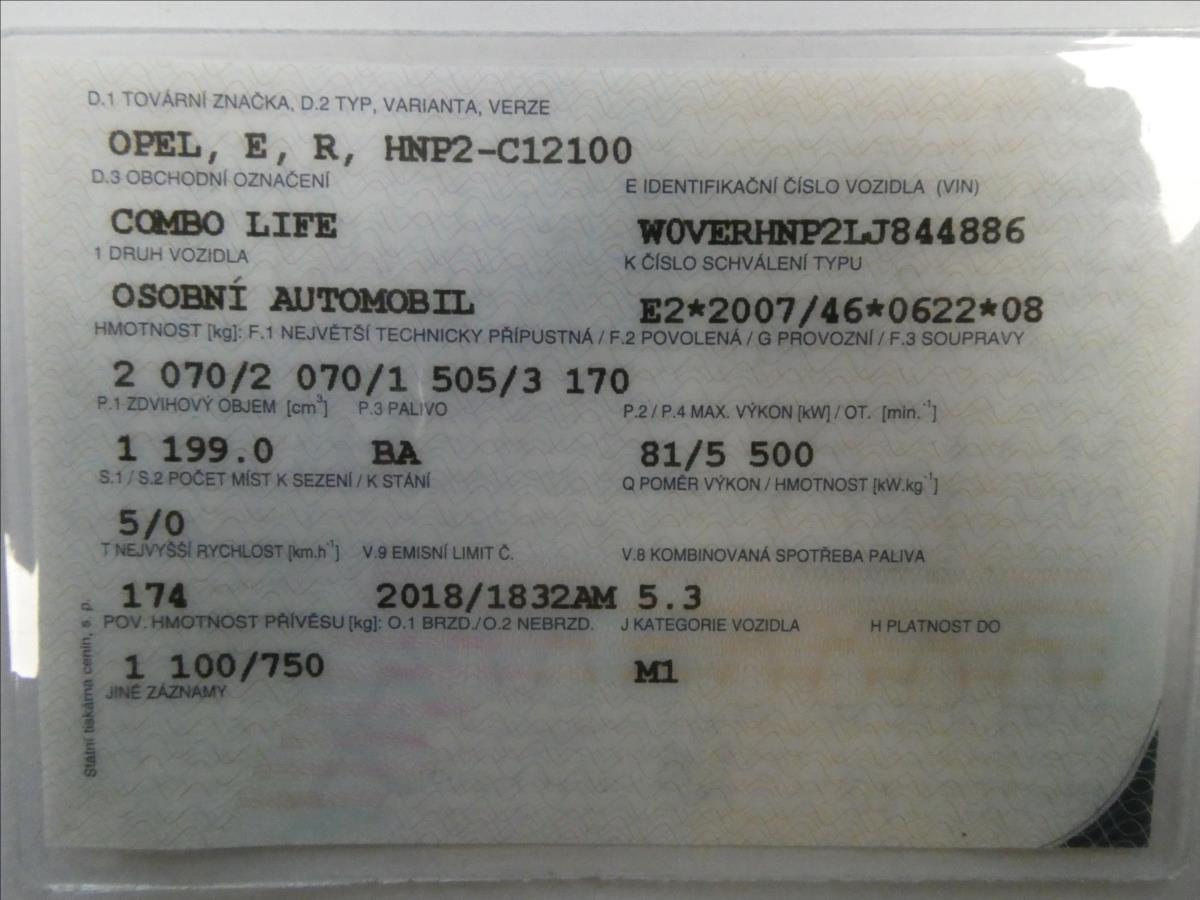 D.1 TOVÁRNÍ ZNAČKA, D.2 TYP, VARIANTA, VERZE
OPEL, E, R, HNP2-C12100
D.3 OBCHODNÍ OZNAČENÍ
E IDENTIFIKAČNÍ ČÍSLO VOZIDLA (VIN)
COMBO LIFE
W0VERHNP2LJ844886
1 DRUH VOZIDLA
K ČÍSLO SCHVÁLENÍ TYPU
OSOBNÍ AUTOMOBIL
E2*2007/46*0622*08
HMOTNOST [kg]: F.1 NEJVĚTŠÍ TECHNICKY PŘÍPUSTNÁ / F.2 POVOLENÁ / G PROVOZNÍ / F.3 SOUPRAVY
2 070/2 070/1 505/3 170
P.1 ZDVIHOVÝ OBJEM [cm³] P.3 PALIVO
P.2 / P.4 MAX. VÝKON [kW] / OT. [min.⁻¹]
1 199.0 BA
81/5 500
S.1 / S.2 POČET MÍST K SEZENÍ / K STÁNÍ
Q POMĚR VÝKON / HMOTNOST [kW.kg⁻¹]
5/0
T NEJVYŠŠÍ RYCHLOST [km.h⁻¹] V.9 EMISNÍ LIMIT Č.
V.8 KOMBINOVANÁ SPOTŘEBA PALIVA
174 2018/1832AM 5.3
POV. HMOTNOST PŘÍVĚSU [kg]: O.1 BRZD./O.2 NEBRZD. J KATEGORIE VOZIDLA H PLATNOST DO
1 100/750 M1
JINÉ ZÁZNAMY
Státní tiskárna cenin, s. p.